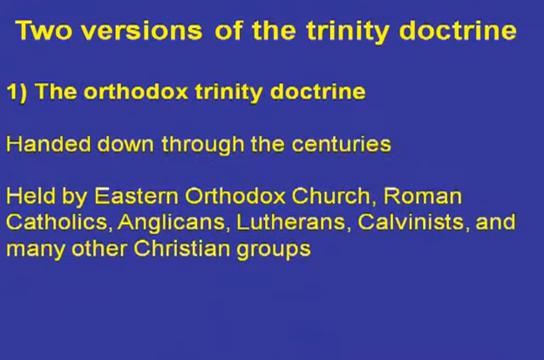 Two versions of the trinity doctrine
1) The orthodox trinity doctrine
Handed down through the centuries
Held by Eastern Orthodox Church, Roman
Catholics, Anglicans, Lutherans, Calvinists, and
many other Christian groups